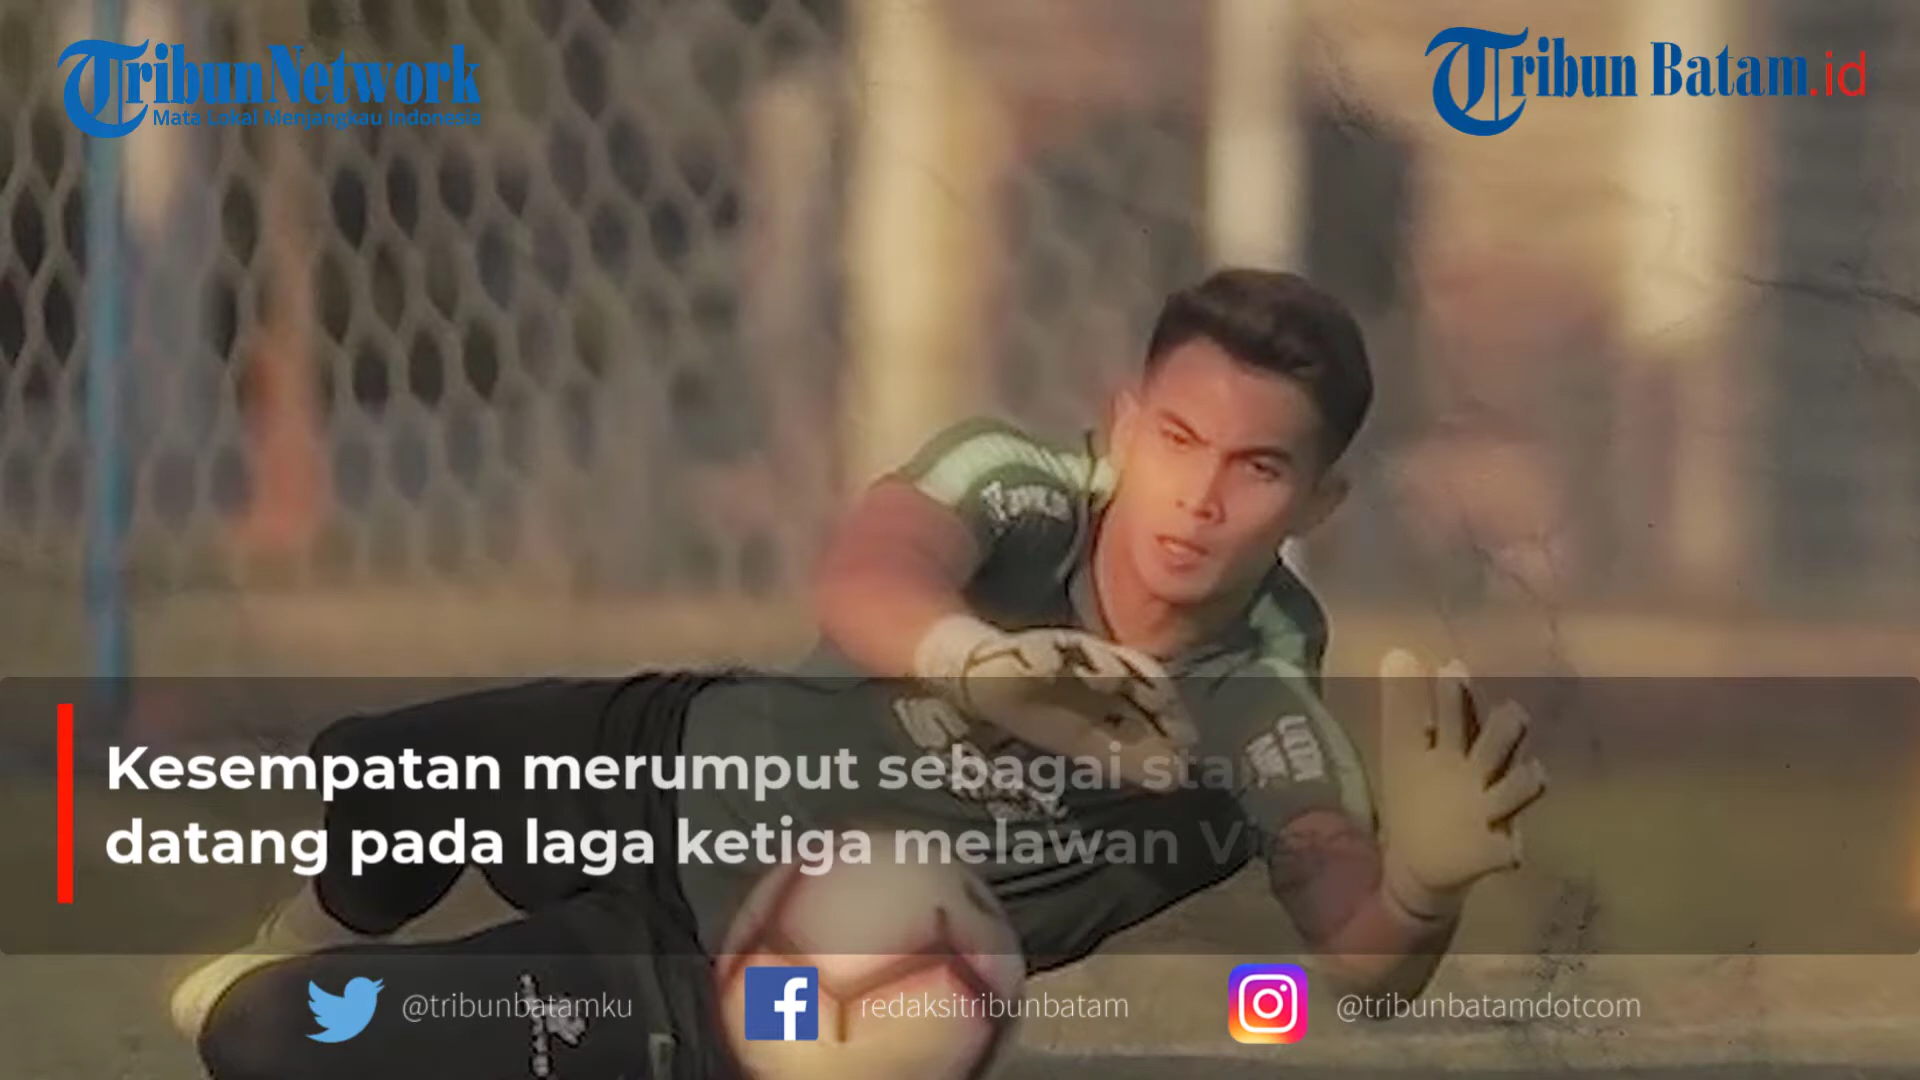 TribunNetwork
Mata Lokal Menjangkau Indonesia
Tribun Batam.id
Kesempatan merumput sebagai
datang pada laga ketiga melawan
@tribunbatamku
redaksitribunbatam
@tribunbatamdotcom